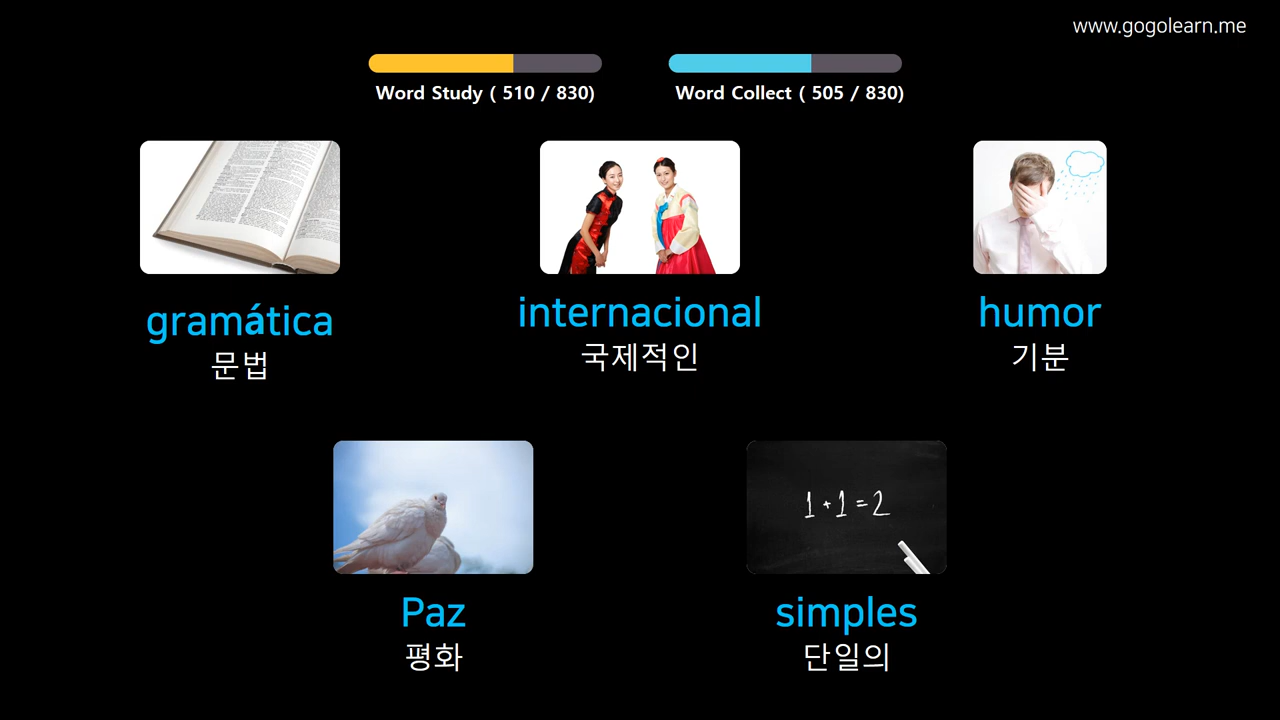 www.gogolearn.me
Word Study ( 510 / 830)
Word Collect ( 505 / 830)
gramática
문법
internacional
국제적인
humor
기분
Paz
평화
1+1=2
simples
단일의